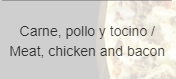 Carne, pollo y tocino /
Meat, chicken and bacon